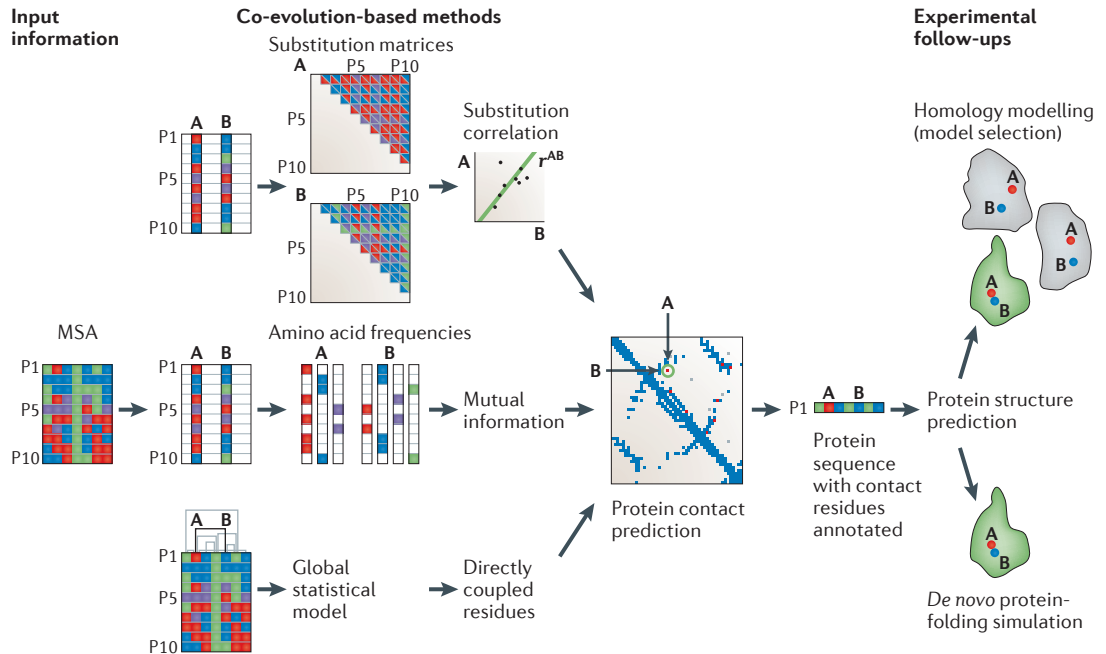 Input
information
Co-evolution-based methods
Experimental
follow-ups
Substitution matrices
A
P5
P10
P5
P10
A
B
P1
P5
P10
B
P5
P10
P5
P10
Substitution
correlation
A
r^AB
B
Homology modelling
(model selection)
A
B
A
B
A
B
MSA
P1
P5
P10
A
B
P1
P5
P10
Amino acid frequencies
A
B
Mutual
information
A
B
Protein contact
prediction
A
B
P1
Protein
sequence
with contact
residues
annotated
Protein structure
prediction
A
B
P1
P5
P10
Global
statistical
model
Directly
coupled
residues
A
B
De novo protein-
folding simulation